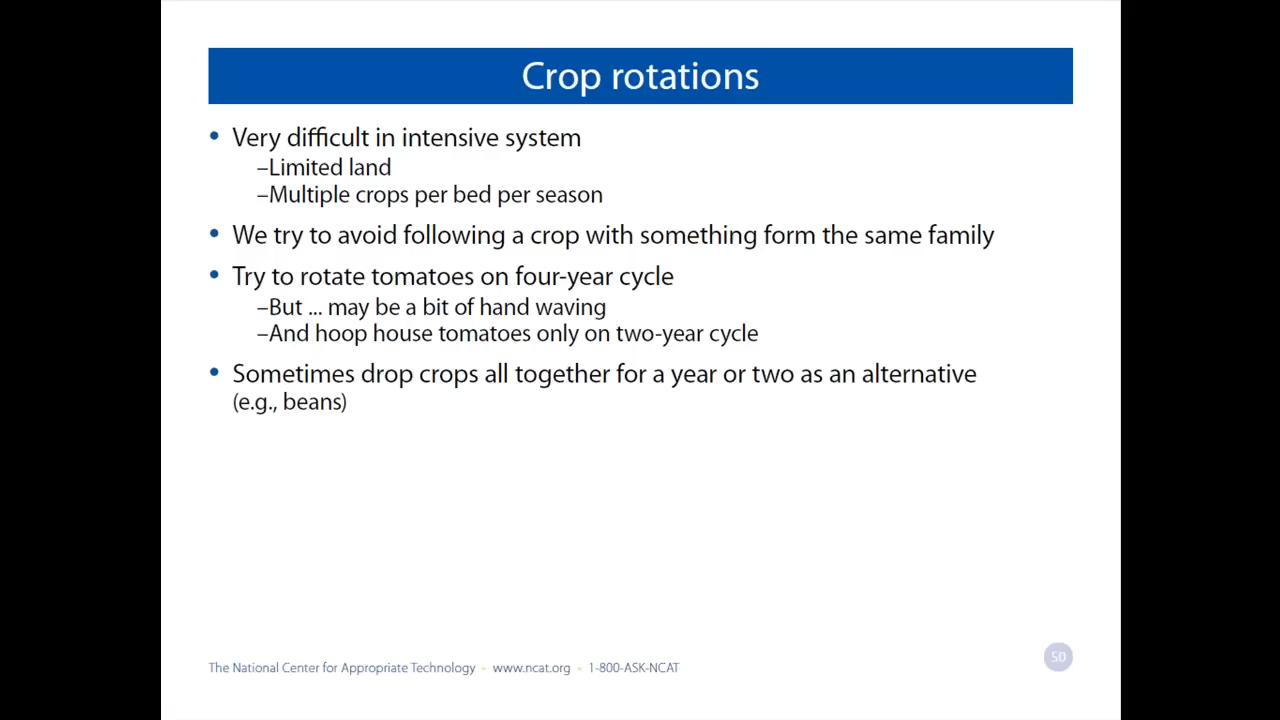 Crop rotations
• Very difficult in intensive system
–Limited land
–Multiple crops per bed per season
• We try to avoid following a crop with something form the same family
• Try to rotate tomatoes on four-year cycle
–But ... may be a bit of hand waving
–And hoop house tomatoes only on two-year cycle
• Sometimes drop crops all together for a year or two as an alternative
(e.g., beans)
The National Center for Appropriate Technology • www.ncat.org • 1-800-ASK-NCAT
50